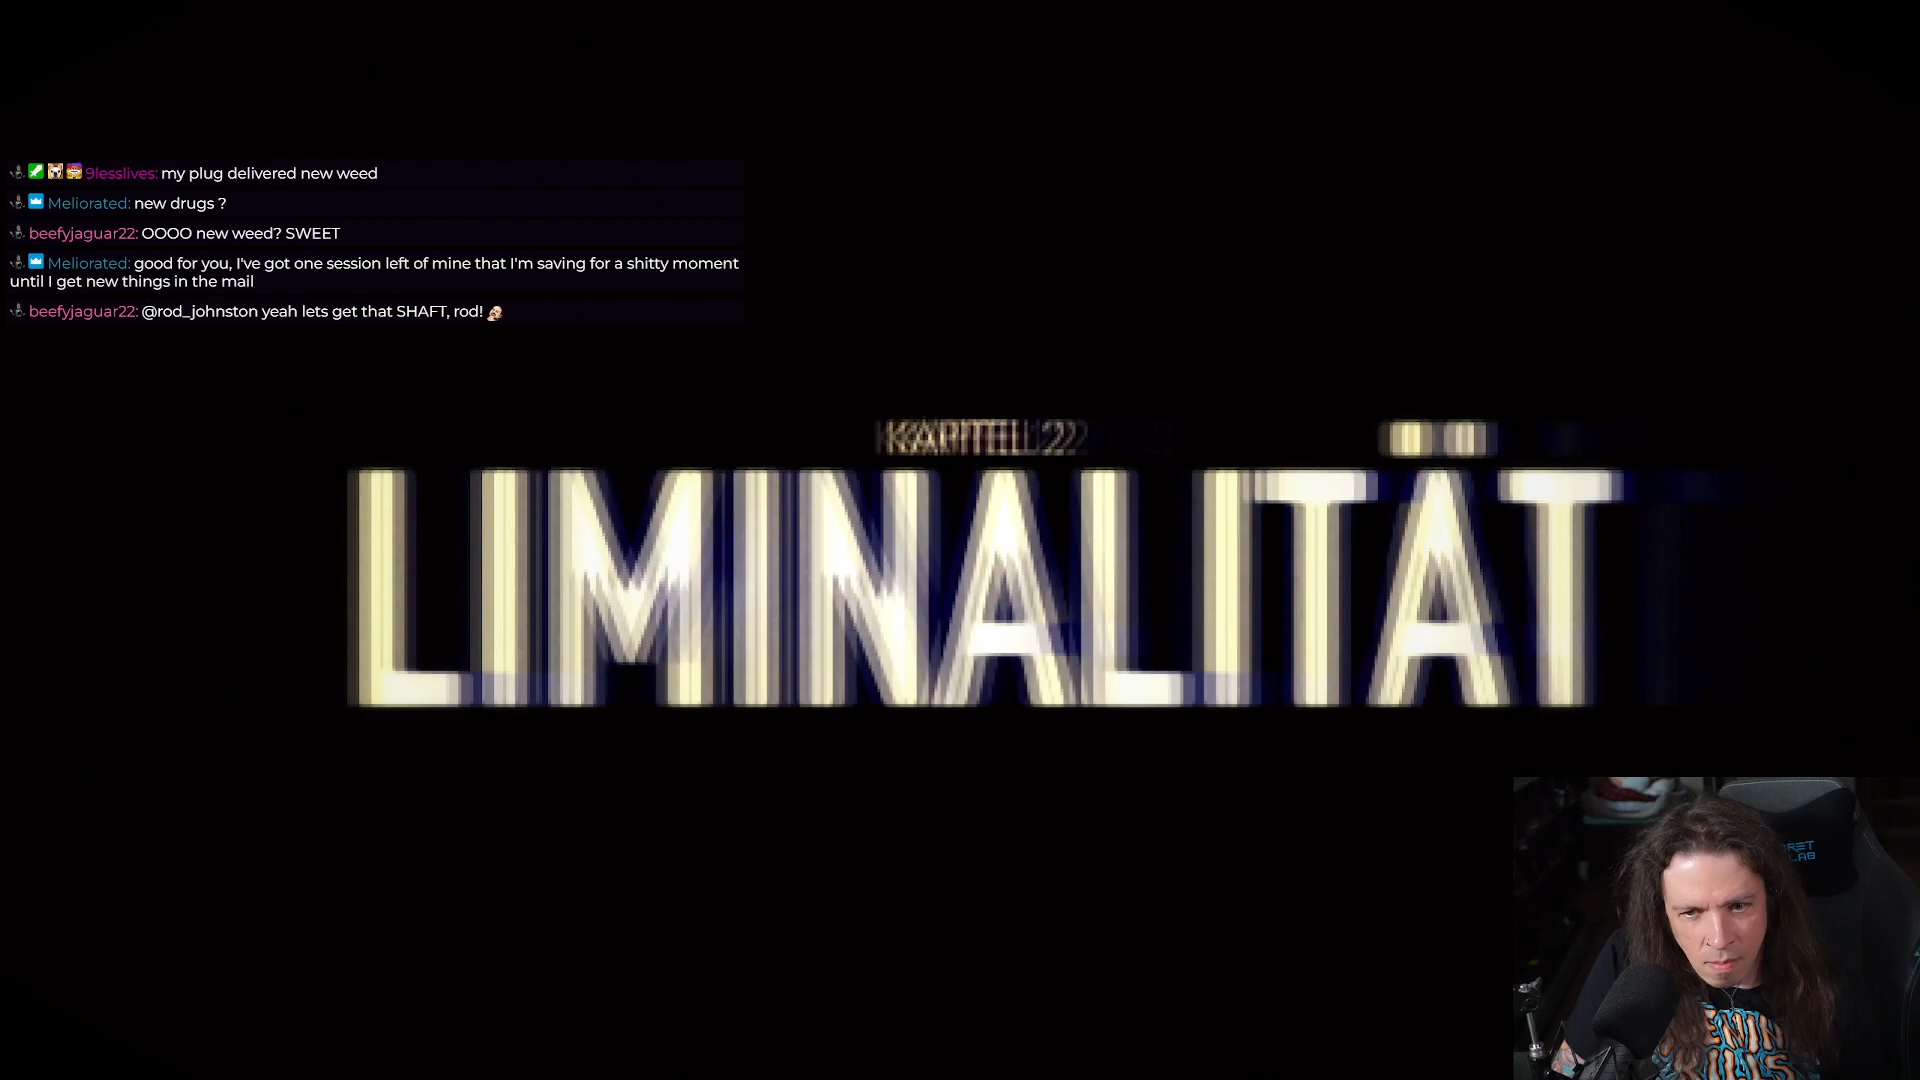 9lesslives: my plug delivered new weed
Meliorated: new drugs ?
beefyjaguar22: OOOO new weed? SWEET
Meliorated: good for you, I've got one session left of mine that I'm saving for a shitty moment
until I get new things in the mail
beefyjaguar22: @rod_johnston yeah lets get that SHAFT, rod!
KAPITEL
LIMINALITÄT
LAB